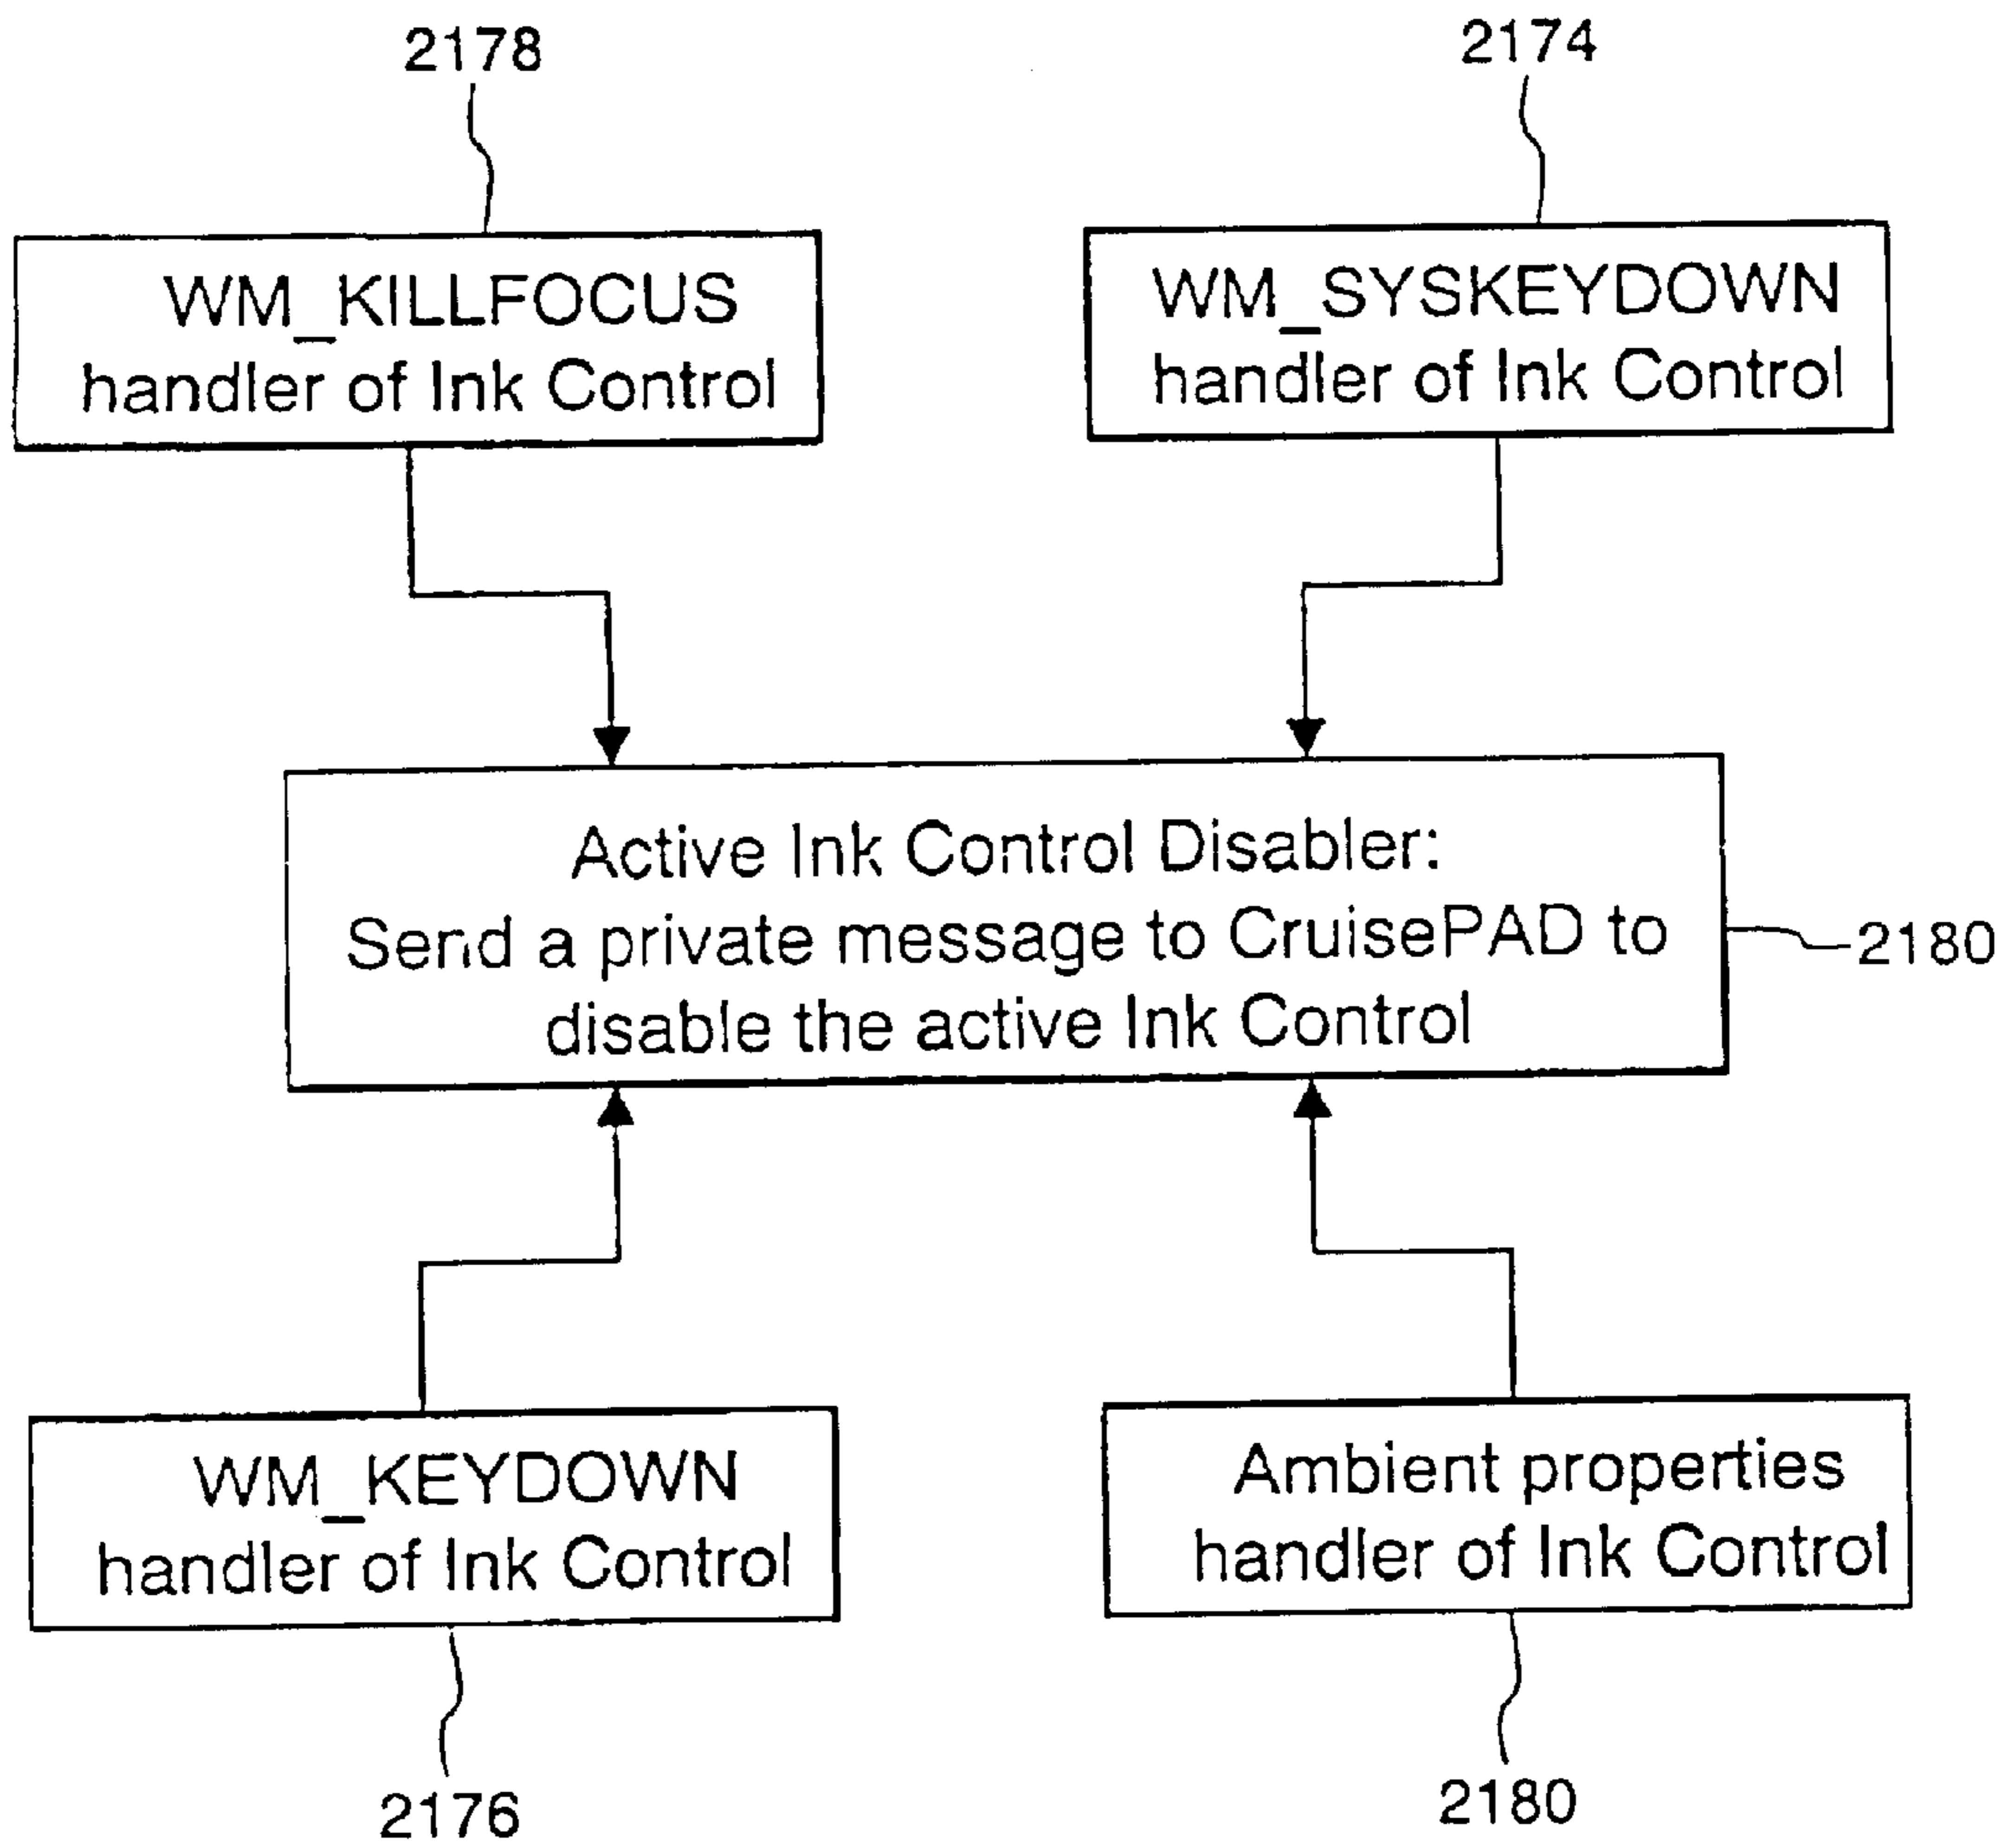 2178
2174
WM_KILLFOCUS
handler of Ink Control
WM_SYSKEYDOWN
handler of Ink Control
Active Ink Control Disabler:
Send a private message to CruisePAD to
disable the active Ink Control
2180
WM_KEYDOWN
handler of Ink Control
Ambient properties
handler of Ink Control
2176
2180